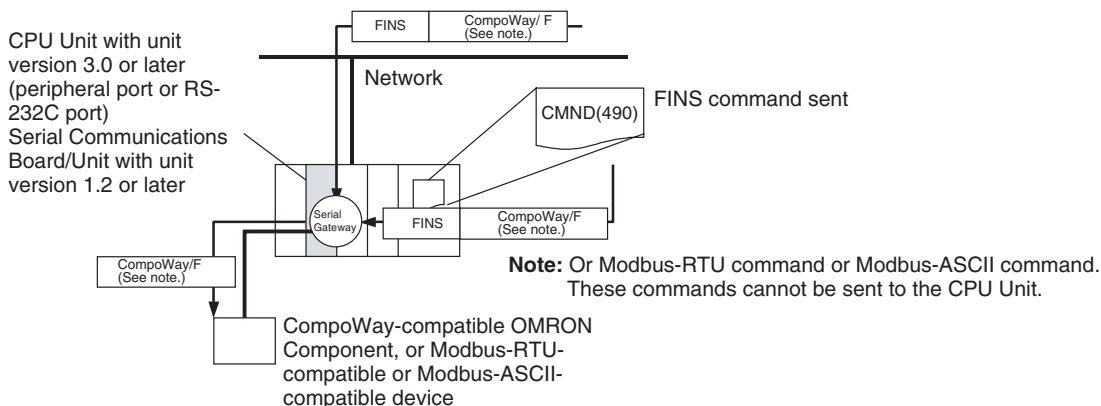 FINS
CompoWay/ F
(See note.)
CPU Unit with unit
version 3.0 or later
(peripheral port or RS-
232C port)
Serial Communications
Board/Unit with unit
version 1.2 or later
Network
CMND(490)
FINS command sent
Serial
Gateway
FINS
CompoWay/F
(See note.)
CompoWay/F
(See note.)
Note: Or Modbus-RTU command or Modbus-ASCII command.
These commands cannot be sent to the CPU Unit.
CompoWay-compatible OMRON
Component, or Modbus-RTU-
compatible or Modbus-ASCII-
compatible device